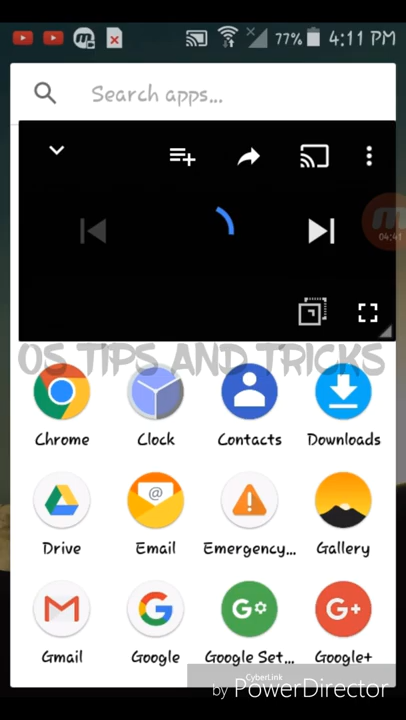 77% 4:11 PM
Search apps...
04:41
OS TIPS AND TRICKS
Chrome Clock Contacts Downloads
Drive Email Emergency... Gallery
Gmail Google Google Set... Google+
CyberLink
by PowerDirector